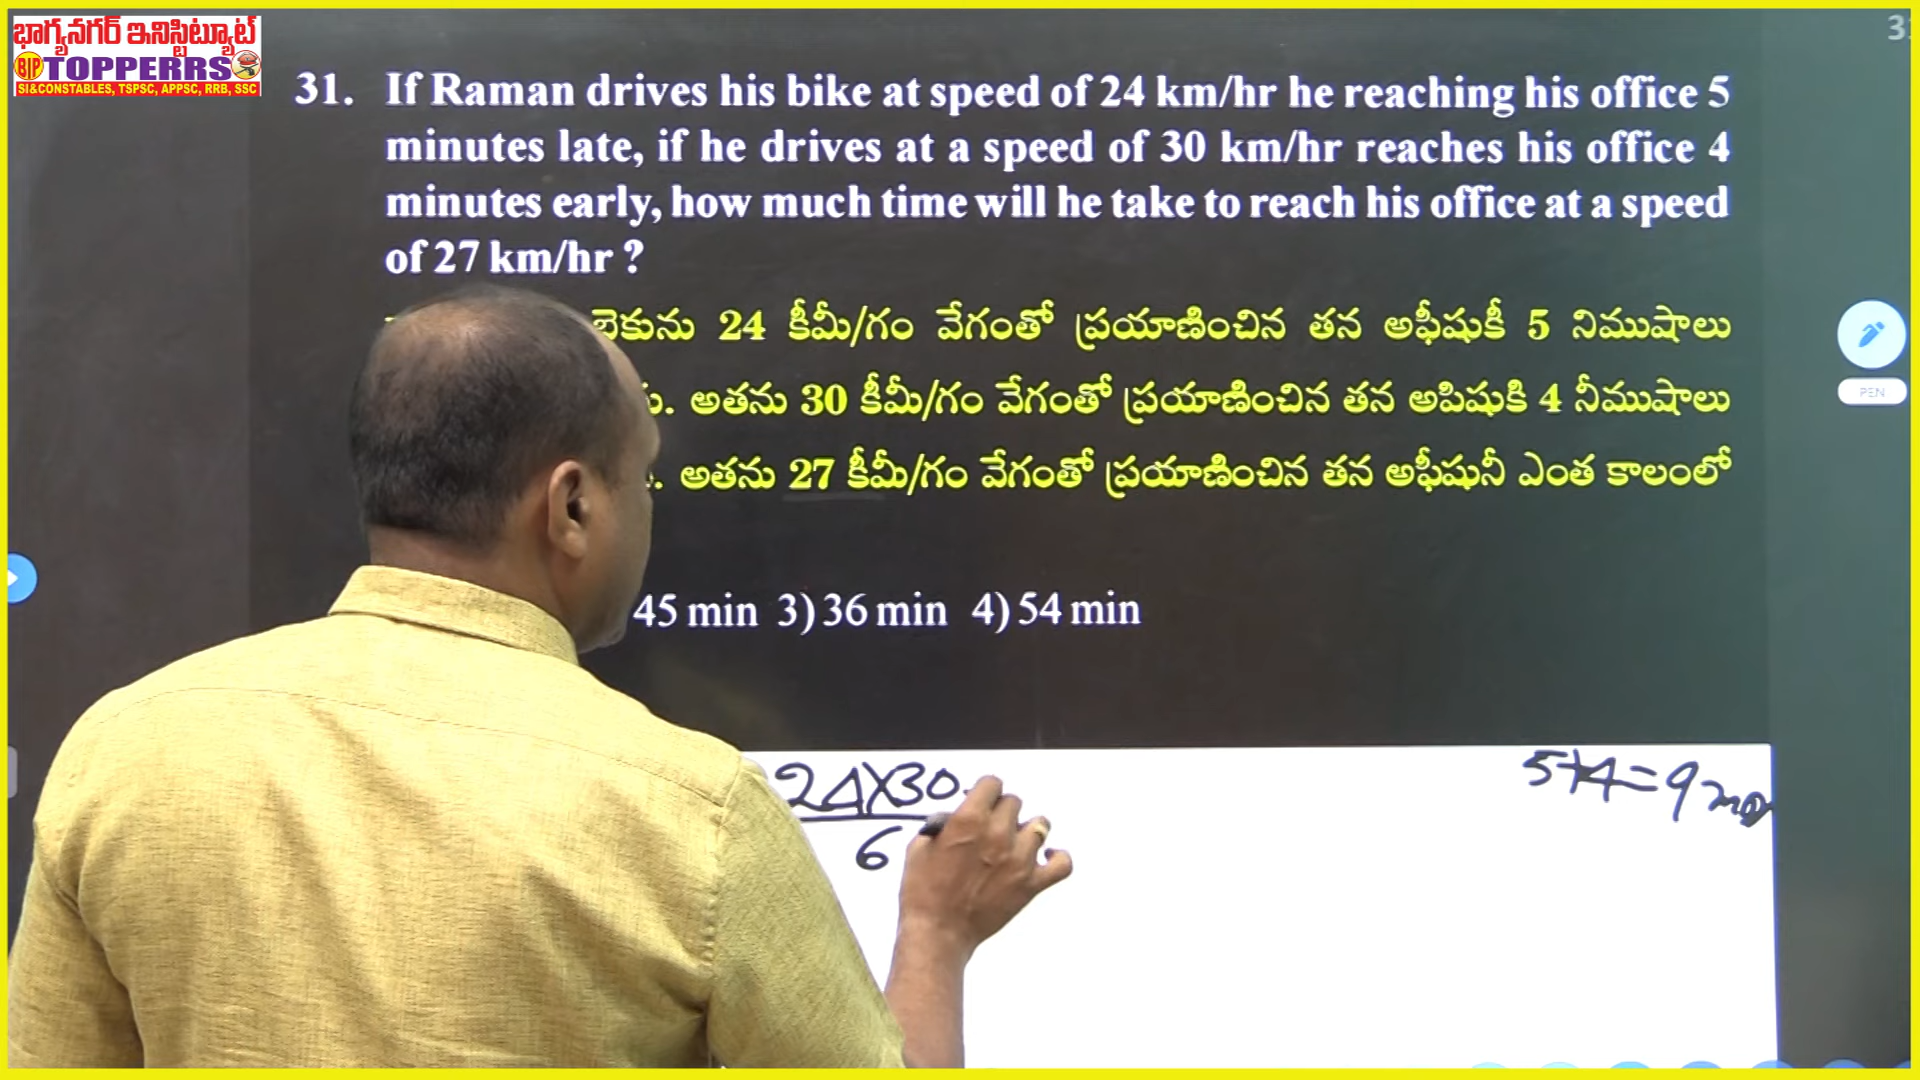 భాగ్యనగర్ ఇనిస్టిట్యూట్
BIP TOPPERRS
SI&CONSTABLES, TSPSC, APPSC, RRB, SSC
31. If Raman drives his bike at speed of 24 km/hr he reaching his office 5
minutes late, if he drives at a speed of 30 km/hr reaches his office 4
minutes early, how much time will he take to reach his office at a speed
of 27 km/hr ?
24 కీమీ/గం వేగంతో ప్రయాణించిన తన అఫీషుకీ 5 నిముషాలు
అతను 30 కీమీ/గం వేగంతో ప్రయాణించిన తన అపిషుకి 4 నీముషాలు
అతను 27 కీమీ/గం వేగంతో ప్రయాణించిన తన అఫీషునీ ఎంత కాలంలో
PEN
45 min 3) 36 min 4) 54 min
24X30
6
5+4=9